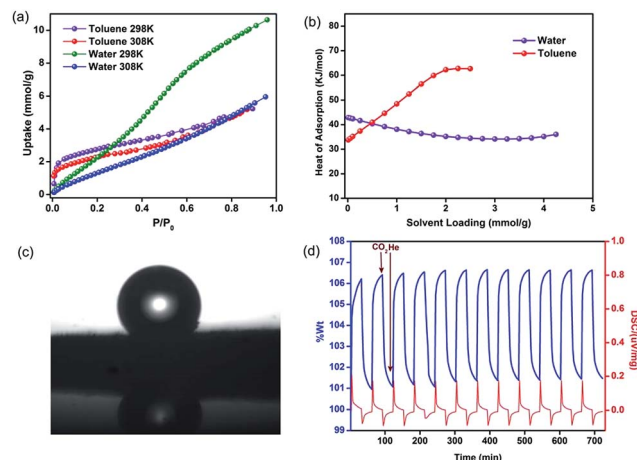 (a)
Toluene 298K
Toluene 308K
Water 298K
Water 308K
10
8
6
4
2
0
Uptake (mmol/g)
0.0 0.2 0.4 0.6 0.8 1.0
P/P0
(b)
Water
Toluene
80
70
60
50
40
30
20
10
Heat of Adsorption (KJ/mol)
0 1 2 3 4 5
Solvent Loading (mmol/g)
(c)
(d)
CO2 He
108
107
106
105
104
103
102
101
100
99
%Wt
1.0
0.8
0.6
0.4
0.2
0.0
DSC/(uV/mg)
100 200 300 400 500 600 700
Time (min)